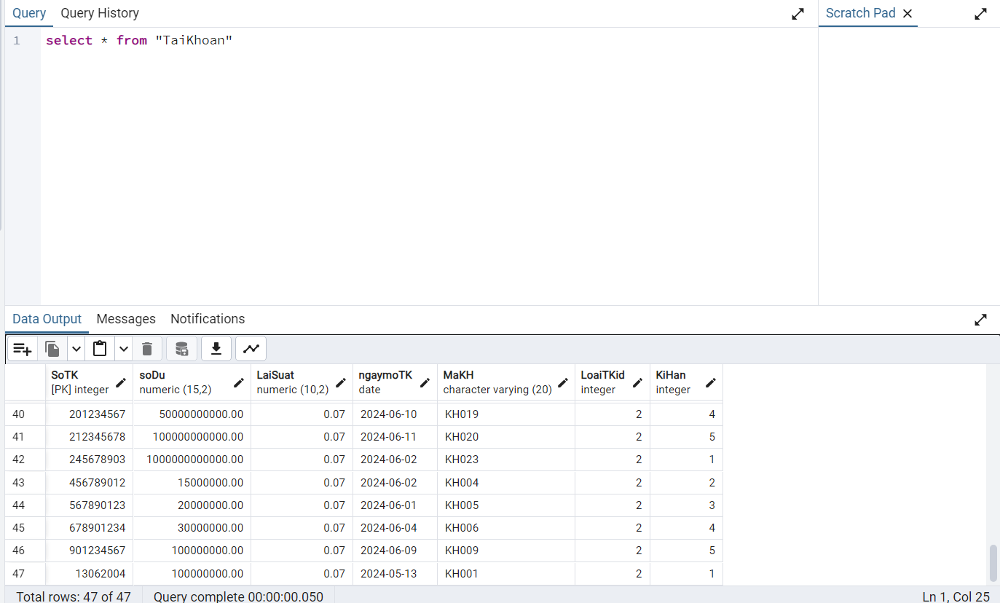 Query Query History Scratch Pad
1 select * from "TaiKhoan"
Data Output Messages Notifications
SoTK soDu LaiSuat ngaymoTK MaKH LoaiTKid KiHan
[PK] integer numeric (15,2) numeric (10,2) date character varying (20) integer integer
40 201234567 50000000000.00 0.07 2024-06-10 KH019 2 4
41 212345678 100000000000.00 0.07 2024-06-11 KH020 2 5
42 245678903 1000000000000.00 0.07 2024-06-02 KH023 2 1
43 456789012 15000000.00 0.07 2024-06-02 KH004 2 2
44 567890123 20000000.00 0.07 2024-06-01 KH005 2 3
45 678901234 30000000.00 0.07 2024-06-04 KH006 2 4
46 901234567 100000000.00 0.07 2024-06-09 KH009 2 5
47 13062004 100000000.00 0.07 2024-05-13 KH001 2 1
Total rows: 47 of 47 Query complete 00:00:00.050 Ln 1, Col 25